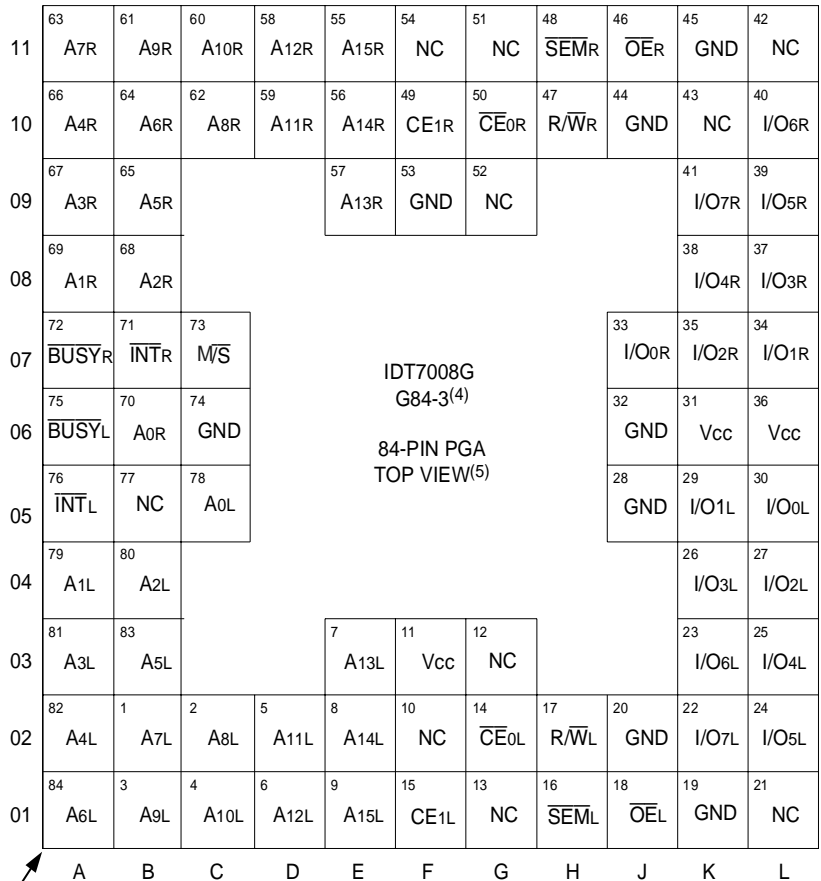 63 61 60 58 55 54 51 48 46 45 42
11 A7R A9R A10R A12R A15R NC NC SEMR OER GND NC
66 64 62 59 56 49 50 47 44 43 40
10 A4R A6R A8R A11R A14R CE1R CE0R R/WR GND NC I/O6R
67 65 57 53 52 41 39
09 A3R A5R A13R GND NC I/O7R I/O5R
69 68 38 37
08 A1R A2R I/O4R I/O3R
72 71 73 33 35 34
07 BUSYR INTR M/S I/O0R I/O2R I/O1R
IDT7008G
G84-3(4)
75 70 74 32 31 36
06 BUSYL A0R GND GND Vcc Vcc
84-PIN PGA
TOP VIEW(5)
76 77 78 28 29 30
05 INTL NC A0L GND I/O1L I/O0L
79 80 26 27
04 A1L A2L I/O3L I/O2L
81 83 7 11 12 23 25
03 A3L A5L A13L Vcc NC I/O6L I/O4L
82 1 2 5 8 10 14 17 20 22 24
02 A4L A7L A8L A11L A14L NC CE0L R/WL GND I/O7L I/O5L
84 3 4 6 9 15 13 16 18 19 21
01 A6L A9L A10L A12L A15L CE1L NC SEML OEL GND NC
A B C D E F G H J K L